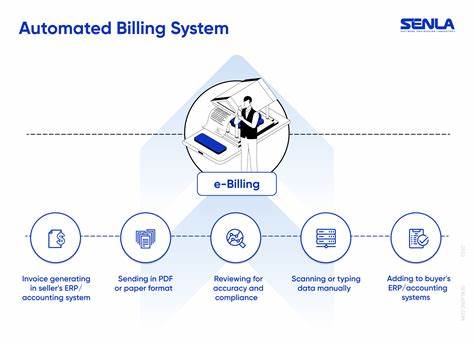 Automated Billing System
SENLA
e-Billing
Invoice generating
in seller's ERP/
accounting system
Sending in PDF
or paper format
Reviewing for
accuracy and
compliance
Scanning or typing
data manually
Adding to buyer's
ERP/accounting
systems